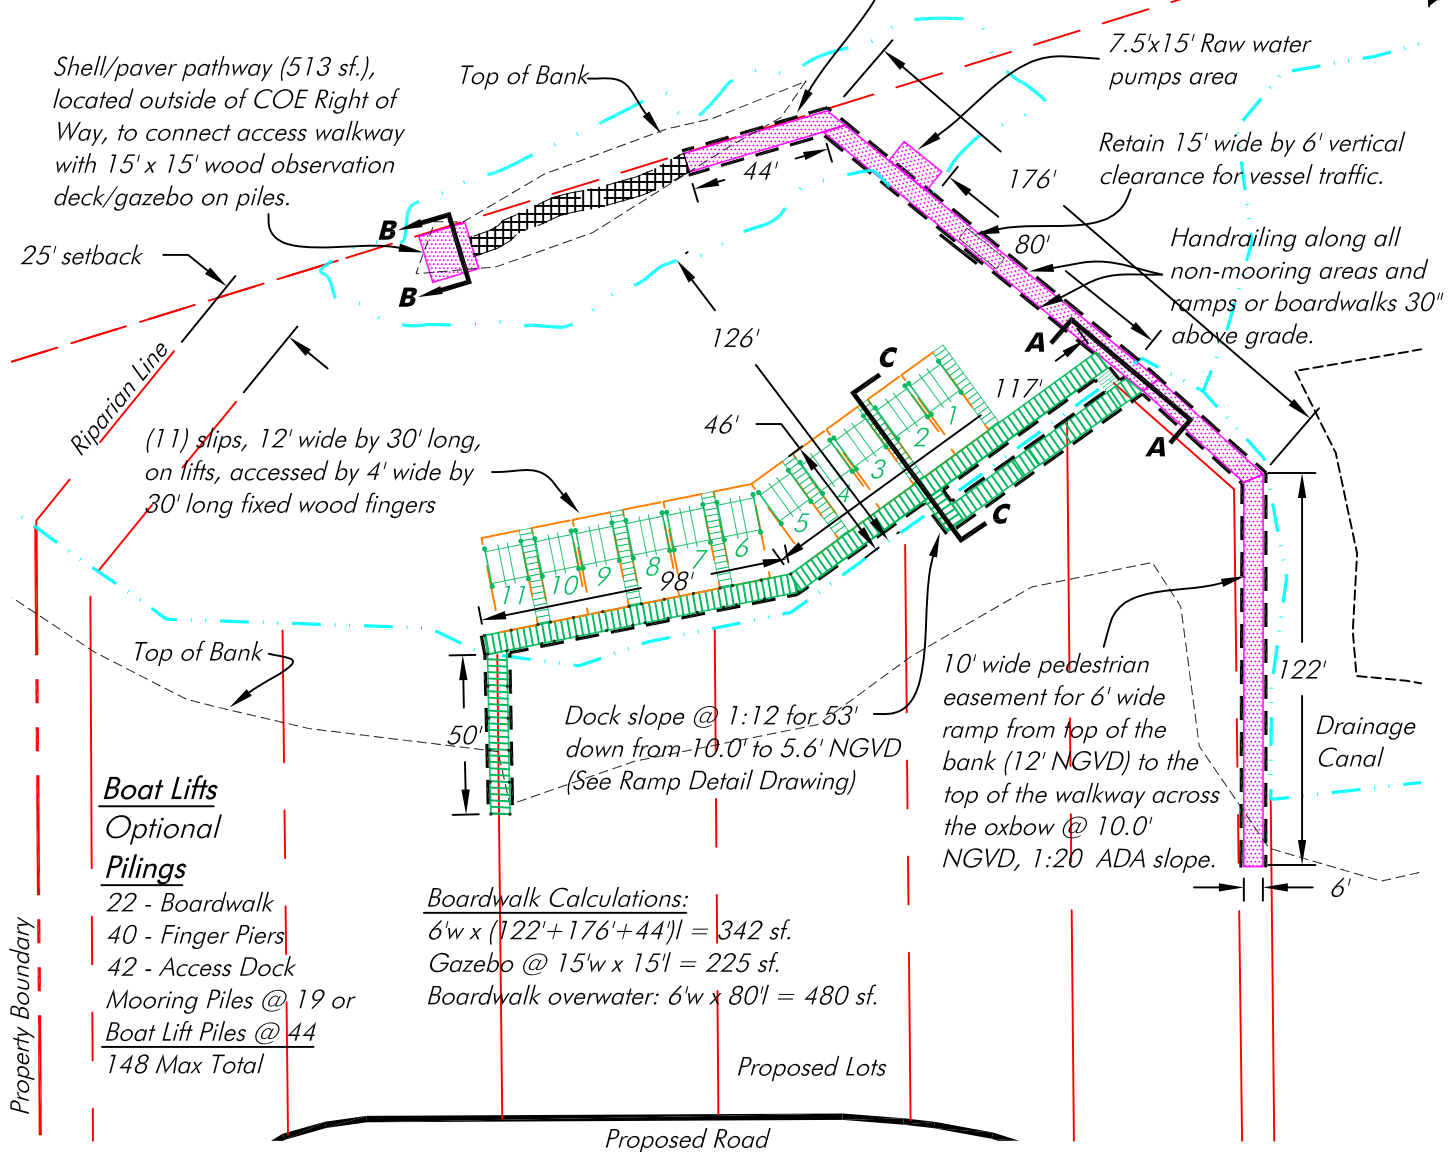 7.5'x15' Raw water
pumps area
Shell/paver pathway (513 sf.),
located outside of COE Right of
Way, to connect access walkway
with 15' x 15' wood observation
deck/gazebo on piles.
Top of Bank
Retain 15' wide by 6' vertical
clearance for vessel traffic.
44'
176'
80'
B
B
25' setback
Handrailing along all
non-mooring areas and
ramps or boardwalks 30"
above grade.
Riparian Line
126'
A
A
C
C
117'
46'
(11) slips, 12' wide by 30' long,
on lifts, accessed by 4' wide by
30' long fixed wood fingers
1
2
3
4
5
6
7
8
9
10
11
98'
Top of Bank
50'
Dock slope @ 1:12 for 53'
down from 10.0' to 5.6' NGVD
(See Ramp Detail Drawing)
10' wide pedestrian
easement for 6' wide
ramp from top of the
bank (12' NGVD) to the
top of the walkway across
the oxbow @ 10.0'
NGVD, 1:20 ADA slope.
122'
Drainage
Canal
6'
Boat Lifts
Optional
Pilings
22 - Boardwalk
40 - Finger Piers
42 - Access Dock
Mooring Piles @ 19 or
Boat Lift Piles @ 44
148 Max Total
Boardwalk Calculations:
6'w x (122'+176'+44')l = 342 sf.
Gazebo @ 15'w x 15'l = 225 sf.
Boardwalk overwater: 6'w x 80'l = 480 sf.
Property Boundary
Proposed Lots
Proposed Road